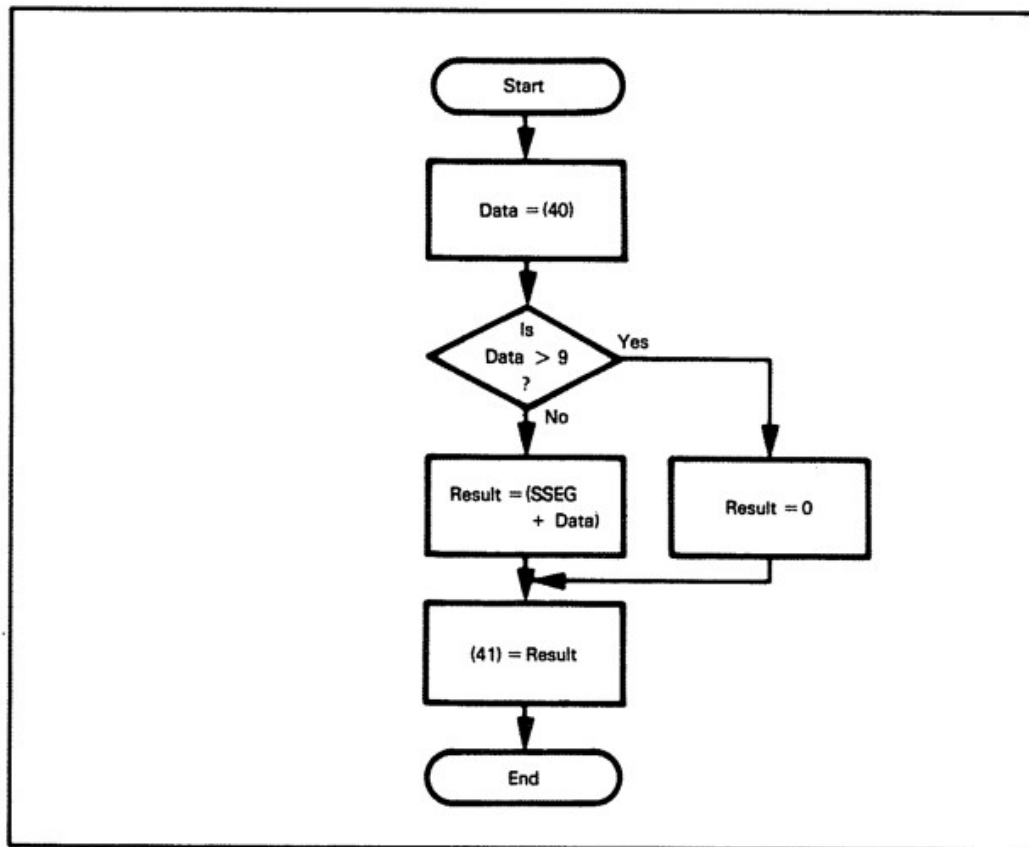 Start
Data = (40)
Is
Data > 9
?
Yes
No
Result = (SSEG
+ Data)
Result = 0
(41) = Result
End